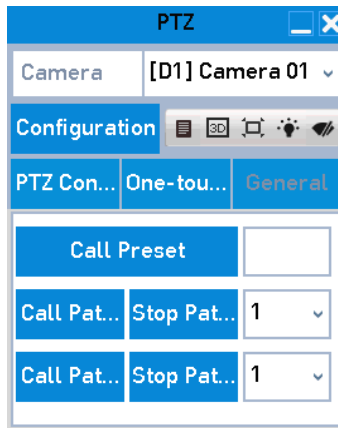 PTZ
Camera [D1] Camera 01
Configuration 3D
PTZ Con... One-tou... General
Call Preset
Call Pat... Stop Pat... 1
Call Pat... Stop Pat... 1